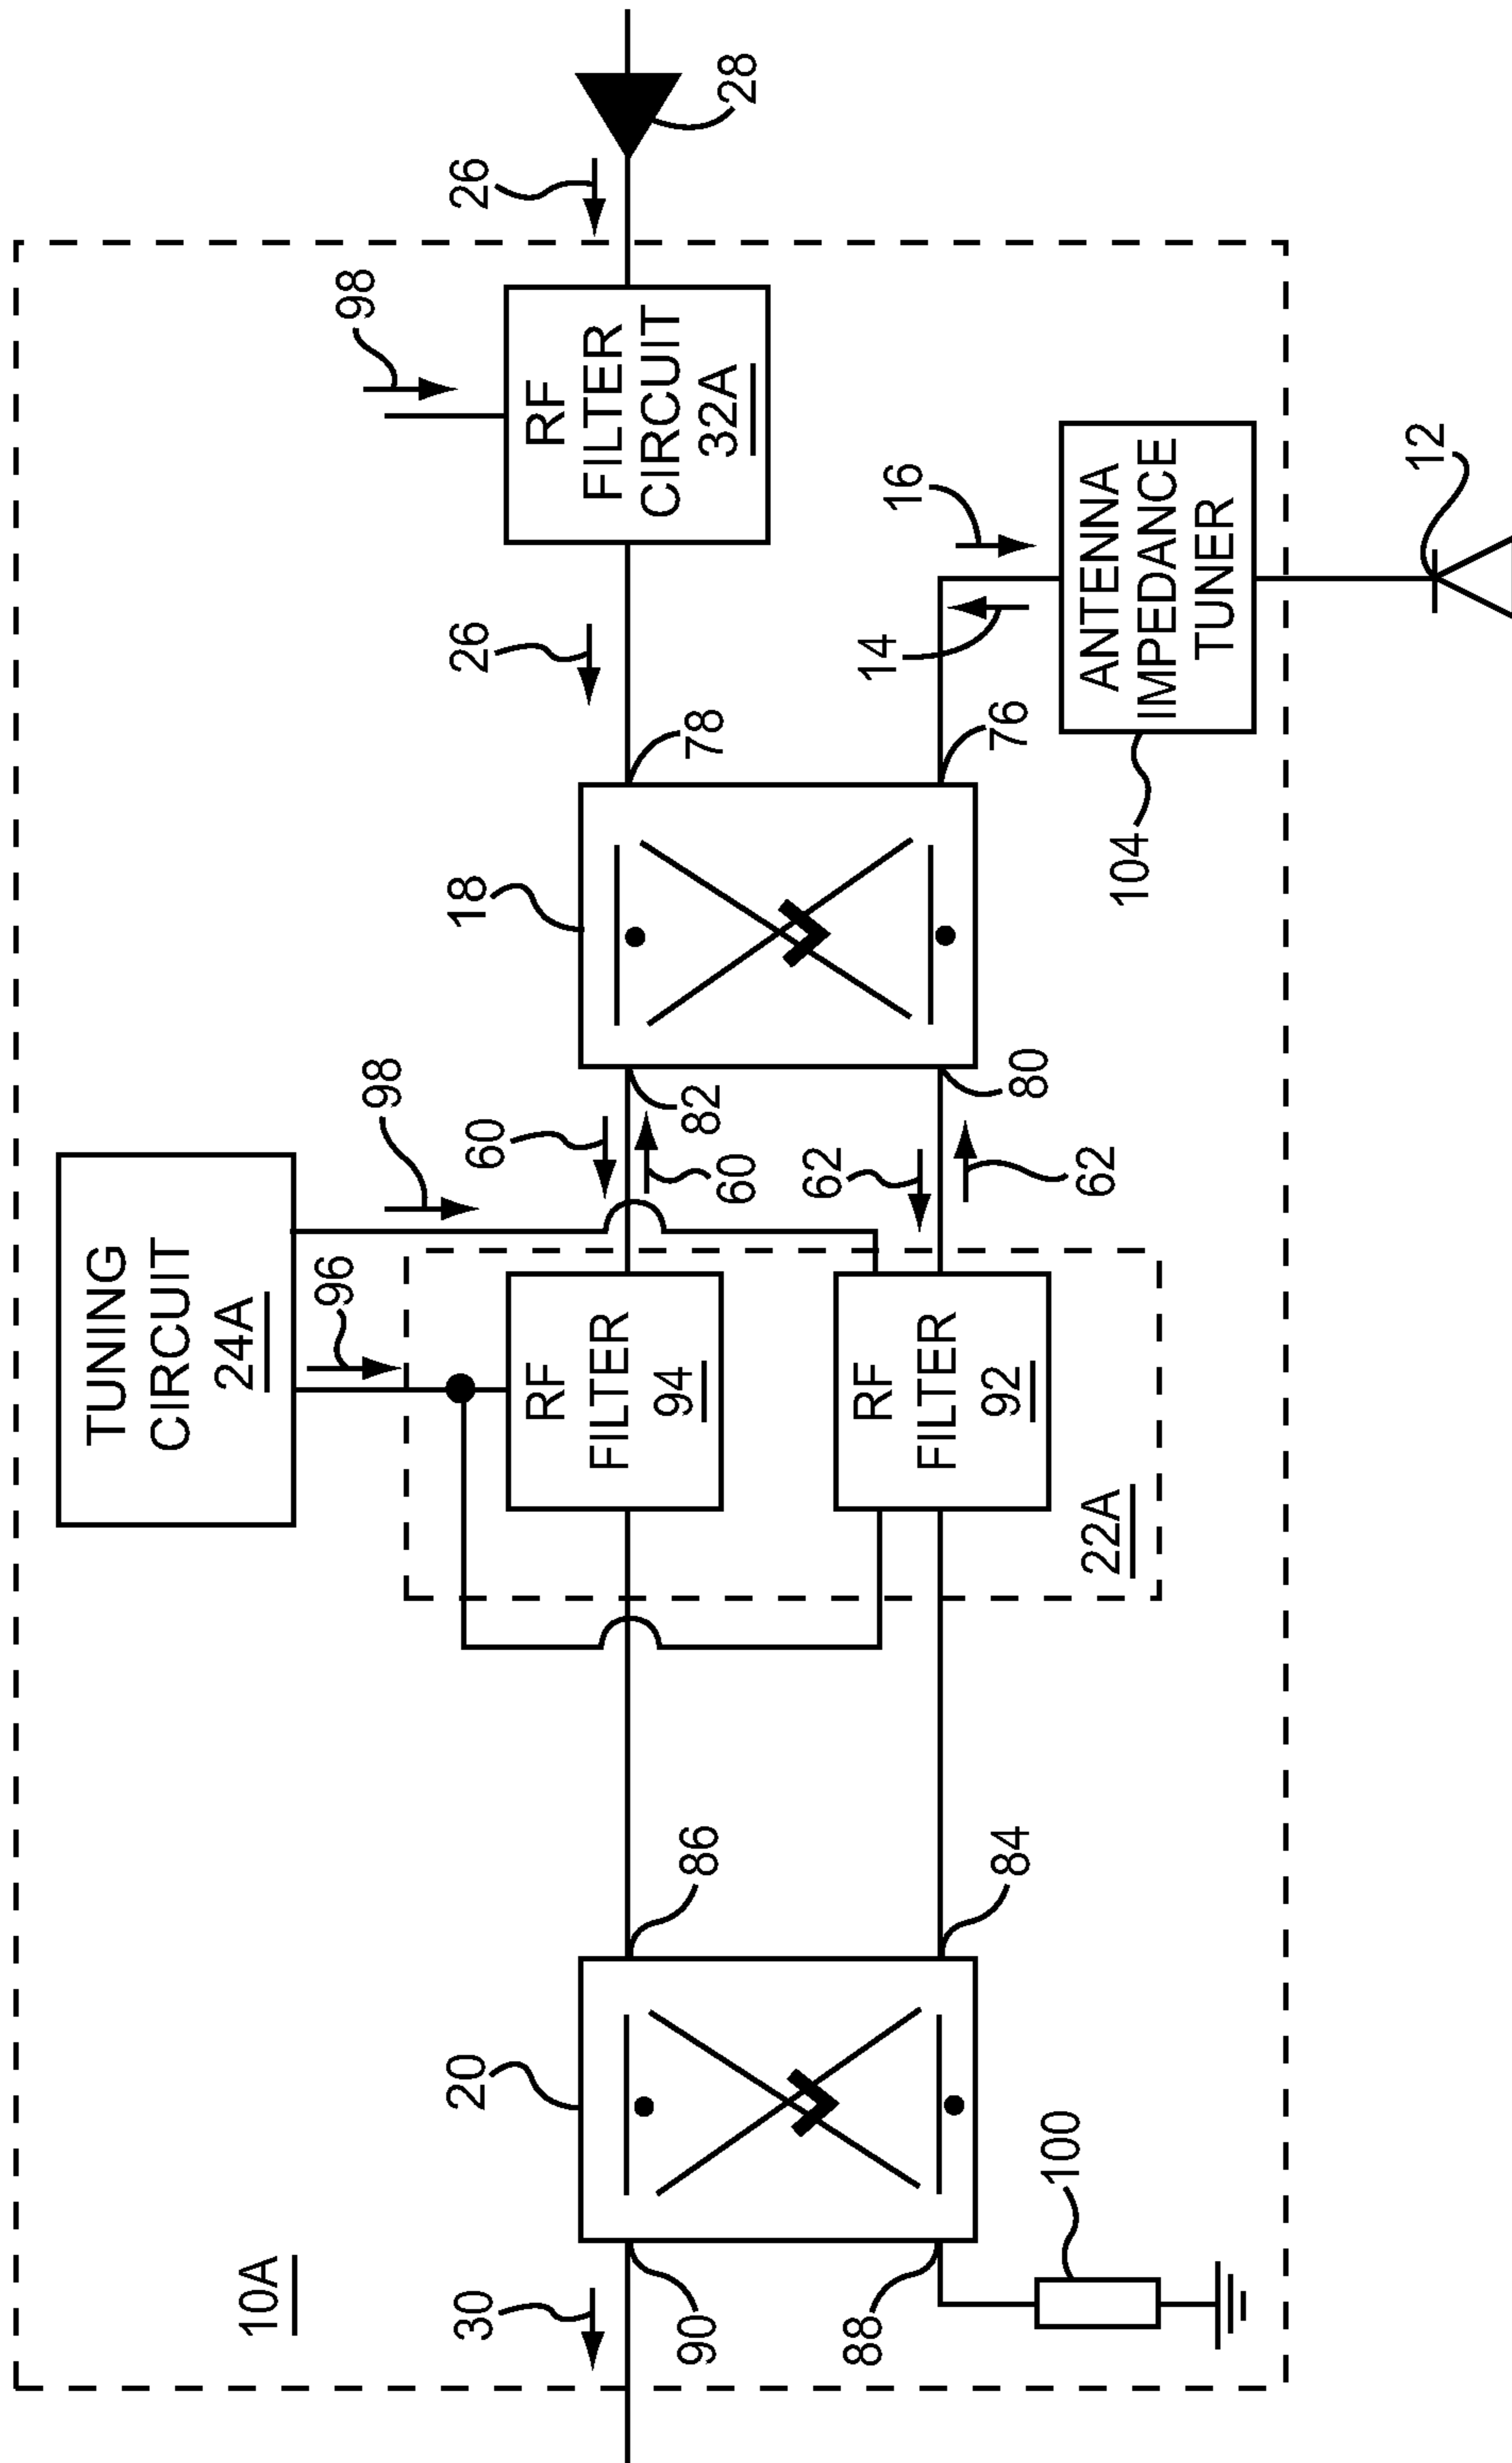 10A
TUNING
CIRCUIT
24A
96
98
98
30
20
60
18
26
26
28
RF
FILTER
94
RF
FILTER
CIRCUIT
32A
90
86
60
82
78
88
RF
FILTER
92
62
14
16
100
84
22A
62
80
76
104
ANTENNA
IMPEDANCE
TUNER
12